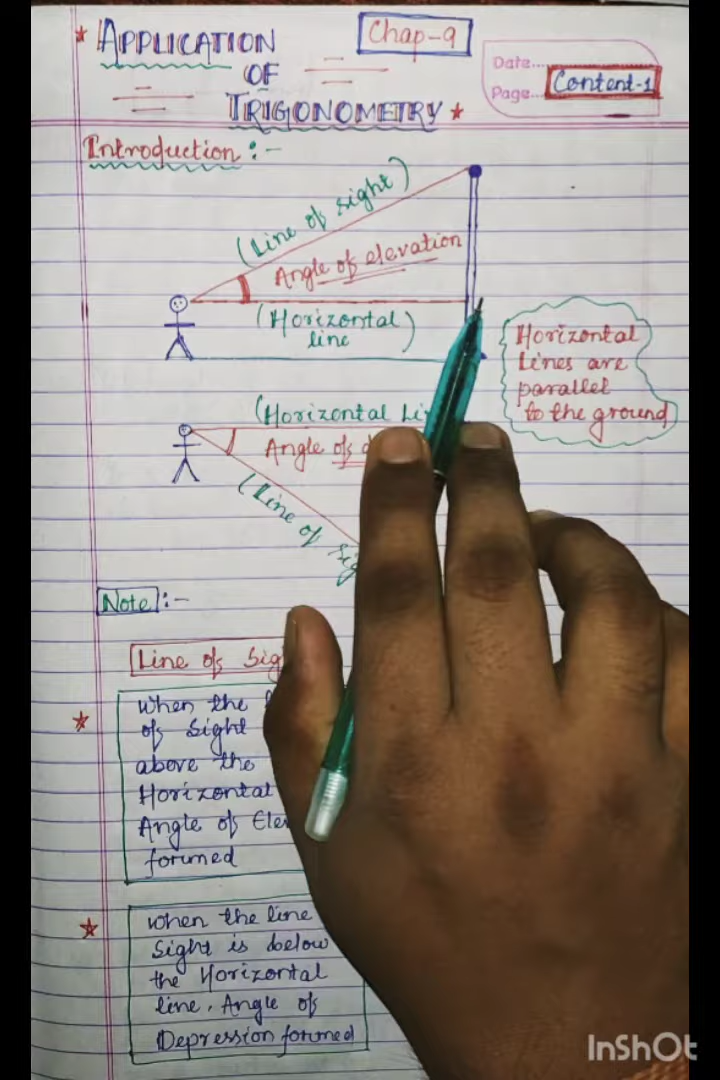 ★ APPLICATION
OF
TRIGONOMETRY ★
Chap-9
Date....
Page...
Content-1
Introduction :-
(Line of sight)
Angle of elevation
(Horizontal
line)
Horizontal
Lines are
parallel
to the ground
(Horizontal
Angle of
(Line of
Note :-
Line of
★ When the
of Sight
above the
Horizontal
Angle of
formed
★ When the line
Sight is below
the Horizontal
line, Angle of
Depression formed
InShOt